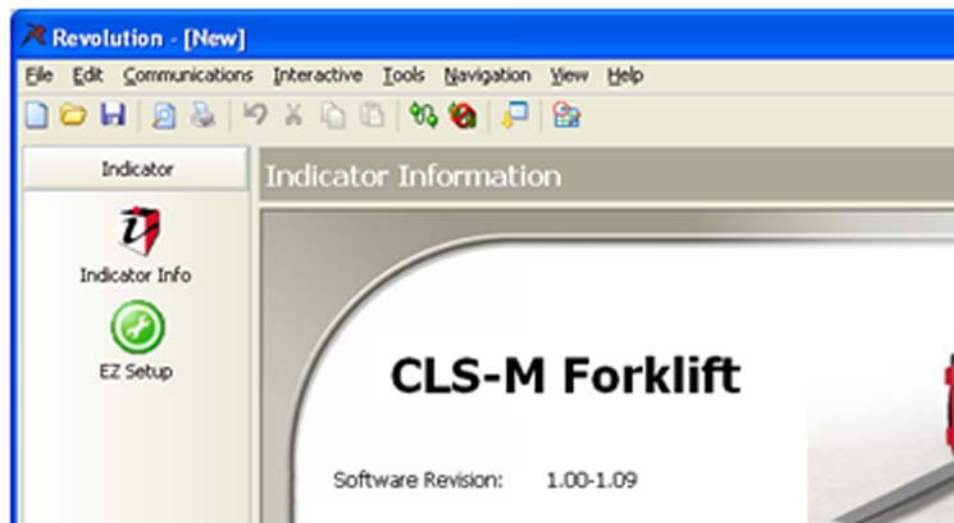 Revolution - [New]
File Edit Communications Interactive Tools Navigation View Help
Indicator
Indicator Information
Indicator Info
EZ Setup
CLS-M Forklift
Software Revision: 1.00-1.09